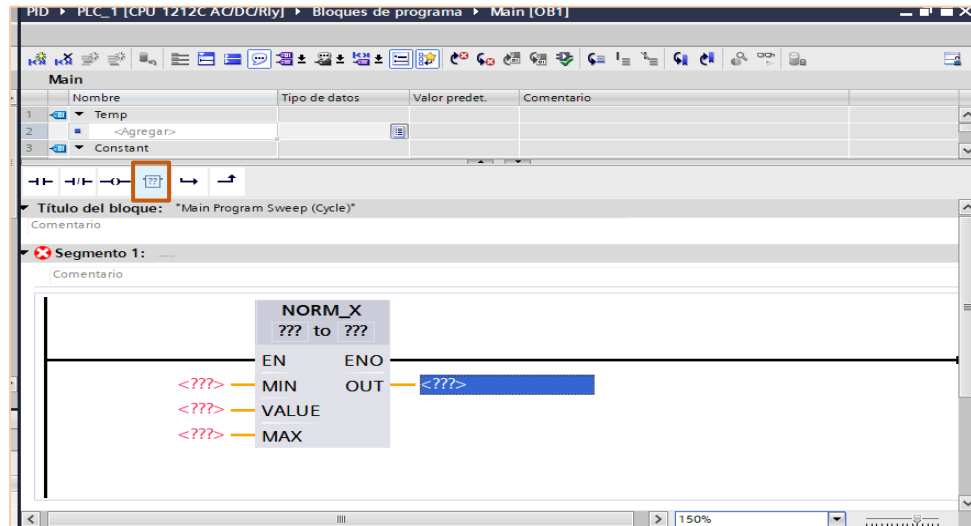 PID ▸ PLC_1 [CPU 1212C AC/DC/Rly] ▸ Bloques de programa ▸ Main [OB1]
Main
Nombre Tipo de datos Valor predet. Comentario
1 Temp
2 <Agregar>
3 Constant
??
Título del bloque: "Main Program Sweep (Cycle)"
Comentario
Segmento 1: .....
Comentario
NORM_X
??? to ???
EN ENO
<???> MIN OUT <???>
<???> VALUE
<???> MAX
150%